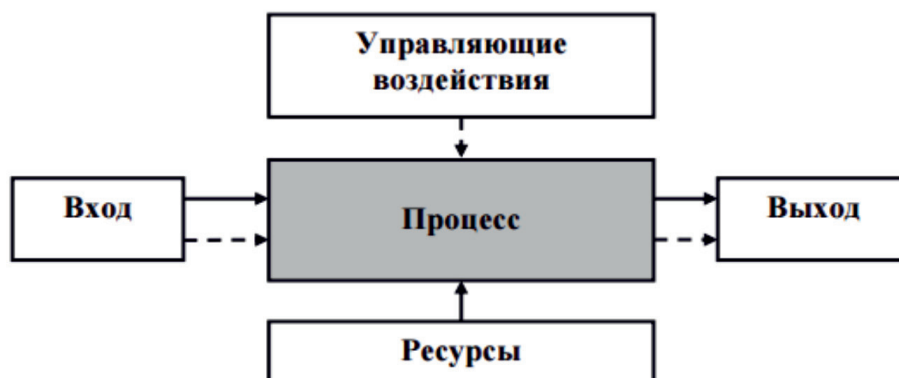 Управляющие
воздействия
Вход
Процесс
Выход
Ресурсы